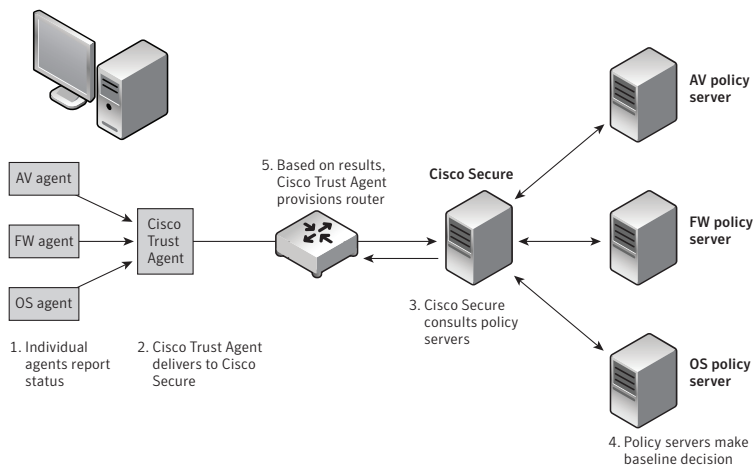 AV agent
FW agent
OS agent
Cisco
Trust
Agent
1. Individual
agents report
status
2. Cisco Trust Agent
delivers to Cisco
Secure
5. Based on results,
Cisco Trust Agent
provisions router
Cisco Secure
3. Cisco Secure
consults policy
servers
AV policy
server
FW policy
server
OS policy
server
4. Policy servers make
baseline decision